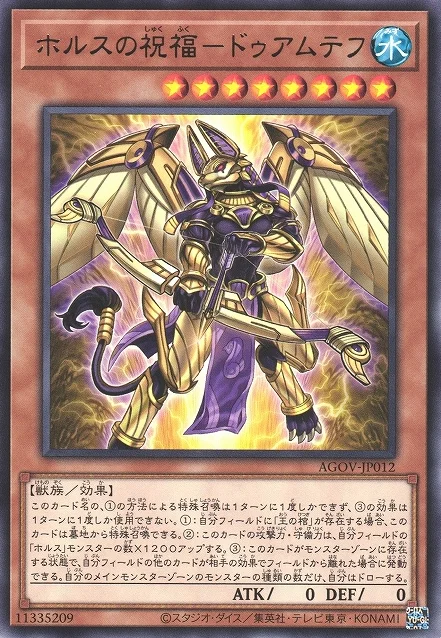 ホルスの祝福-ドゥアムテフ
水
AGOV-JP012
【獣族/効果】
このカード名の、①の方法による特殊召喚は1ターンに1度しかできず、③の効果は
1ターンに1度しか使用できない。①:自分フィールドに「王の棺」が存在する場合、この
カードは墓地から特殊召喚できる。②:このカードの攻撃力・守備力は、自分フィールドの
「ホルス」モンスターの数×1200アップする。③:このカードがモンスターゾーンに存在
する状態で、自分フィールドの他のカードが相手の効果でフィールドから離れた場合に発動
できる。自分のメインモンスターゾーンのモンスターの種類の数だけ、自分はドローする。
ATK/ 0 DEF/ 0
11335209 ©スタジオ・ダイス/集英社・テレビ東京・KONAMI